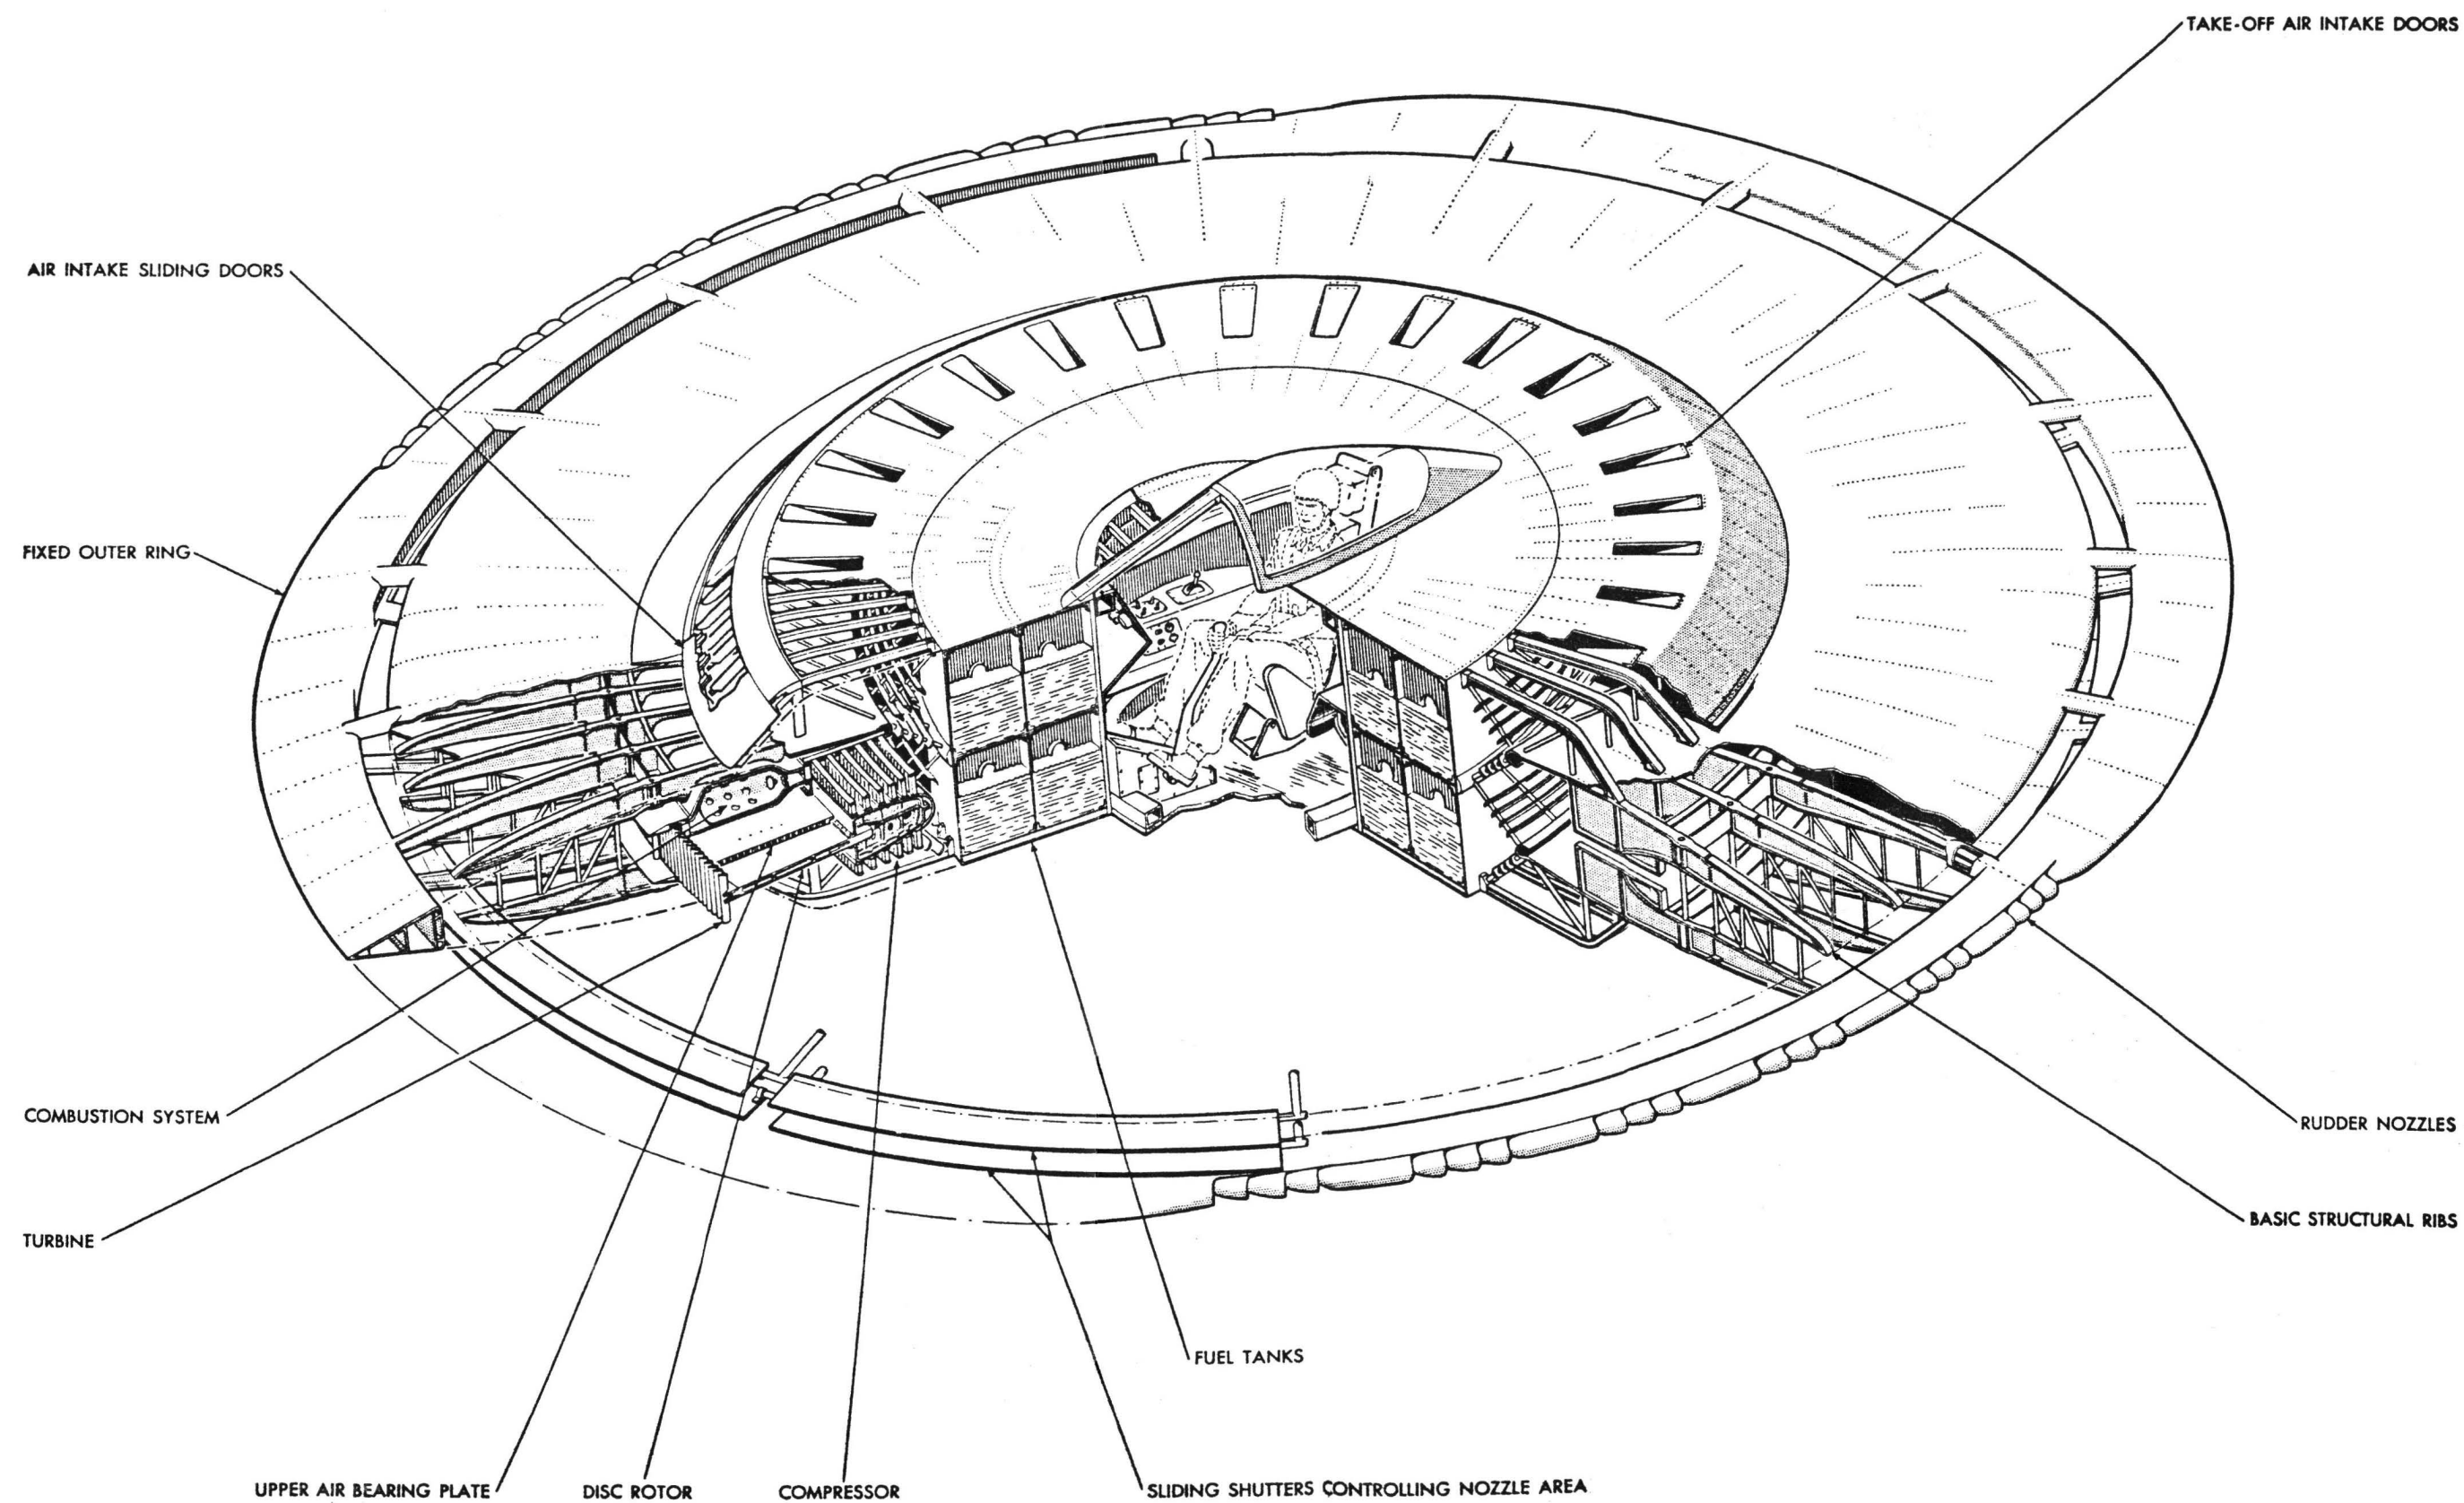 TAKE-OFF AIR INTAKE DOORS
AIR INTAKE SLIDING DOORS
FIXED OUTER RING
COMBUSTION SYSTEM
RUDDER NOZZLES
BASIC STRUCTURAL RIBS
TURBINE
FUEL TANKS
UPPER AIR BEARING PLATE
DISC ROTOR
COMPRESSOR
SLIDING SHUTTERS CONTROLLING NOZZLE AREA